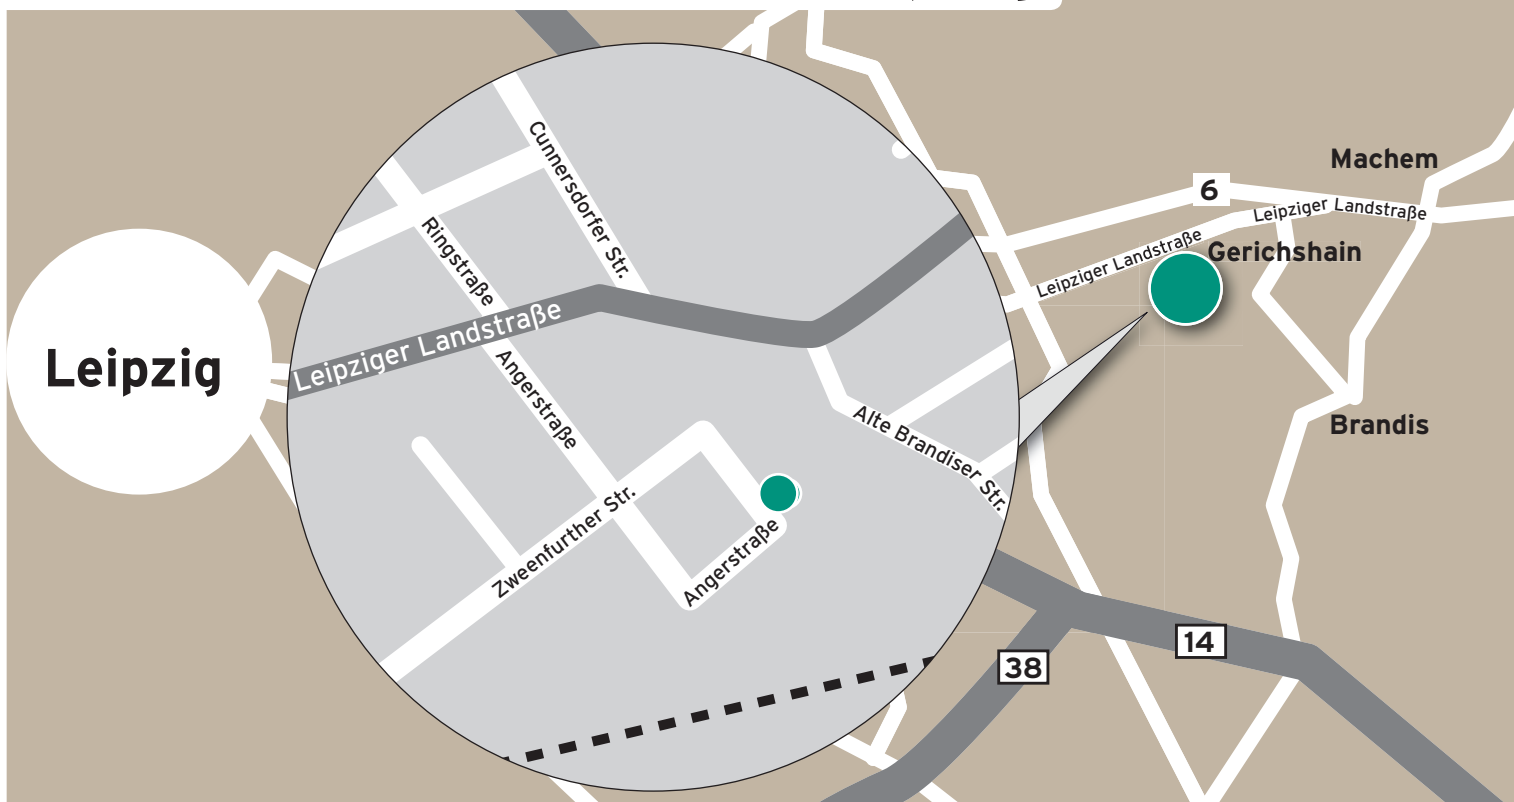 Leipzig
Cunnersdorfer Str.
Ringstraße
Leipziger Landstraße
Angerstraße
Zweenfurther Str.
Angerstraße
Alte Brandiser Str.
Machem
6
Leipziger Landstraße
Leipziger Landstraße
Gerichshain
Brandis
14
38